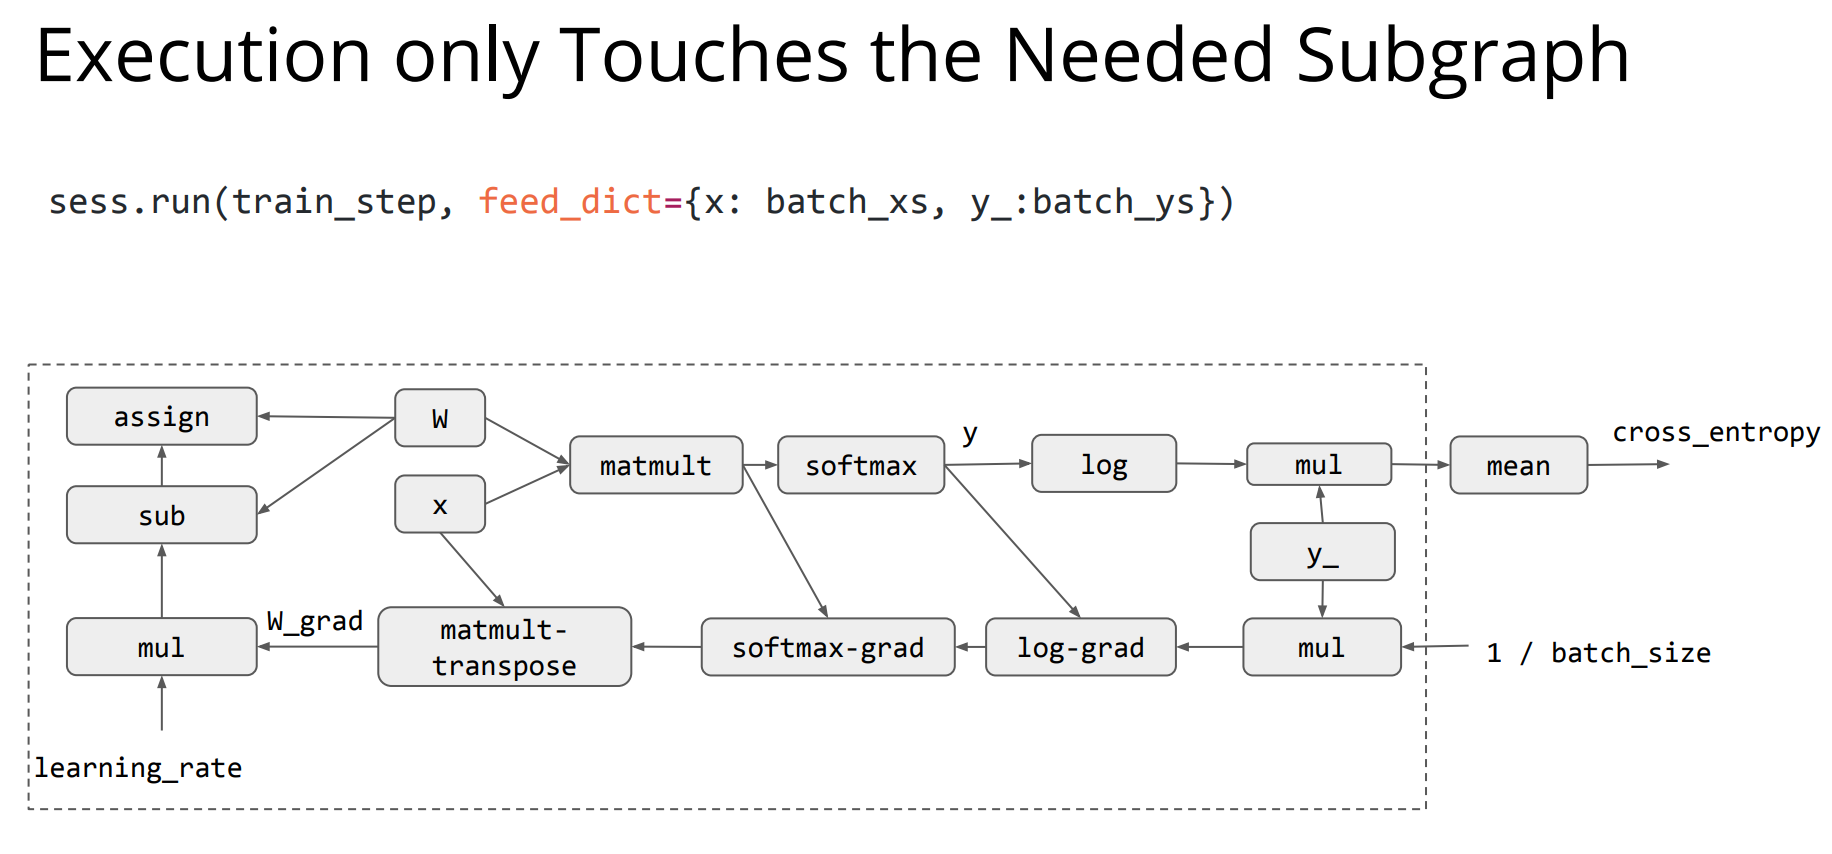 Execution only Touches the Needed Subgraph
sess.run(train_step, feed_dict={x: batch_xs, y_:batch_ys})
assign
W
matmult
softmax
y
log
mul
mean
cross_entropy
sub
x
y_
mul
W_grad
matmult-
transpose
softmax-grad
log-grad
mul
1 / batch_size
learning_rate